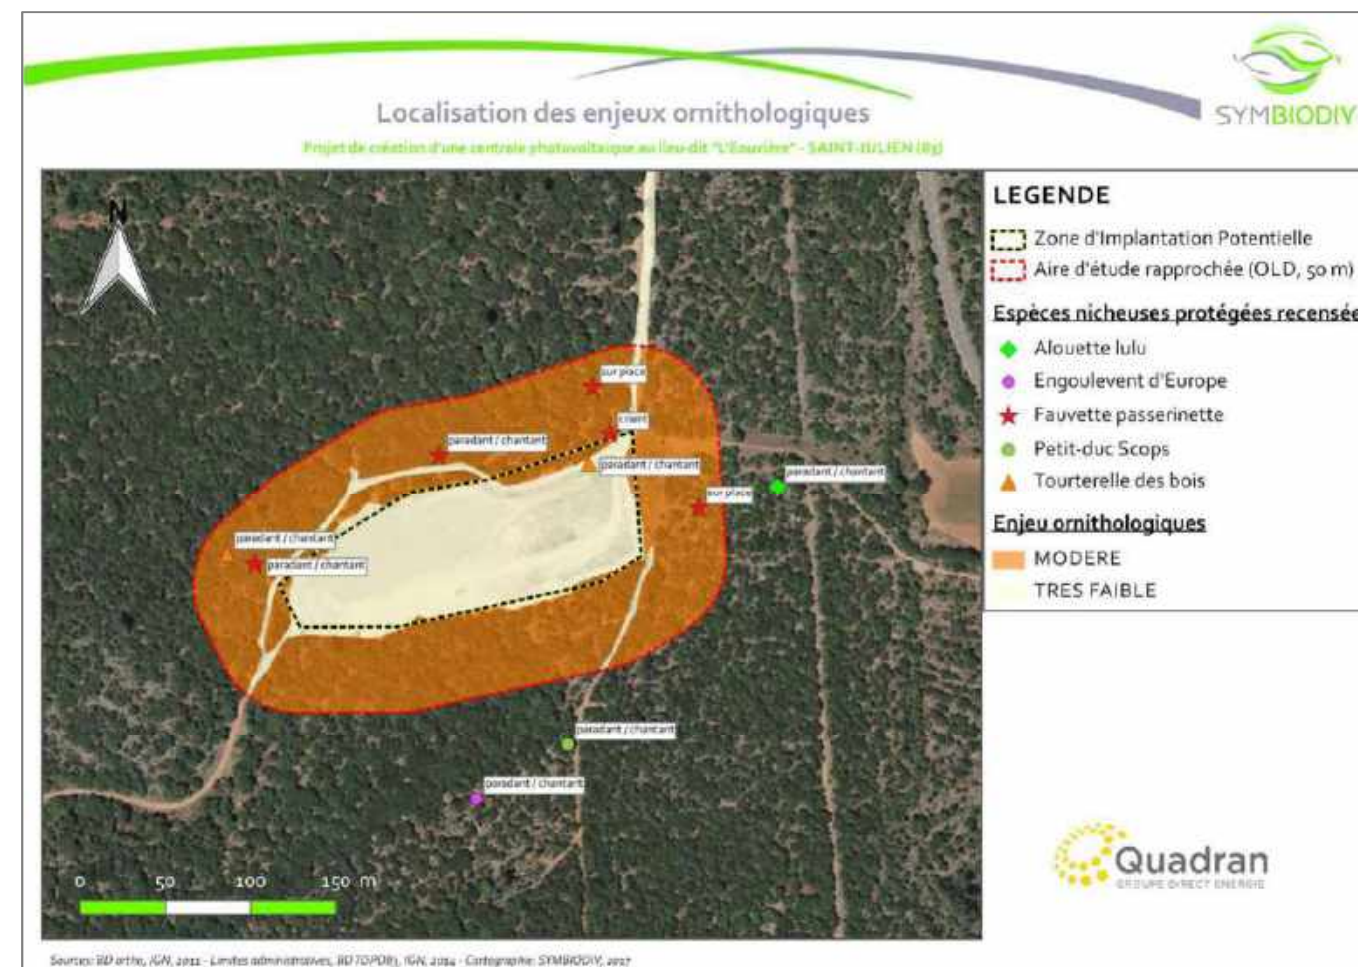 SYMBIODIV
Localisation des enjeux ornithologiques
Projet de création d'une centrale photovoltaïque au lieu-dit "L'Eouvière" - SAINT-JULIEN (83)
N
sur place
crient
paradant / chantant
paradant / chantant
paradant / chantant
sur place
paradant / chantant
paradant / chantant
paradant / chantant
paradant / chantant
0 50 100 150 m
LEGENDE
Zone d'Implantation Potentielle
Aire d'étude rapprochée (OLD, 50 m)
Espèces nicheuses protégées recensée
Alouette lulu
Engoulevent d'Europe
Fauvette passerinette
Petit-duc Scops
Tourterelle des bois
Enjeu ornithologiques
MODERE
TRES FAIBLE
Quadran
GROUPE DIRECT ENERGIE
Sources: BD ortho, IGN, 2011 - Limites administratives, BD TOPO83, IGN, 2014 - Cartographie: SYMBIODIV, 2017